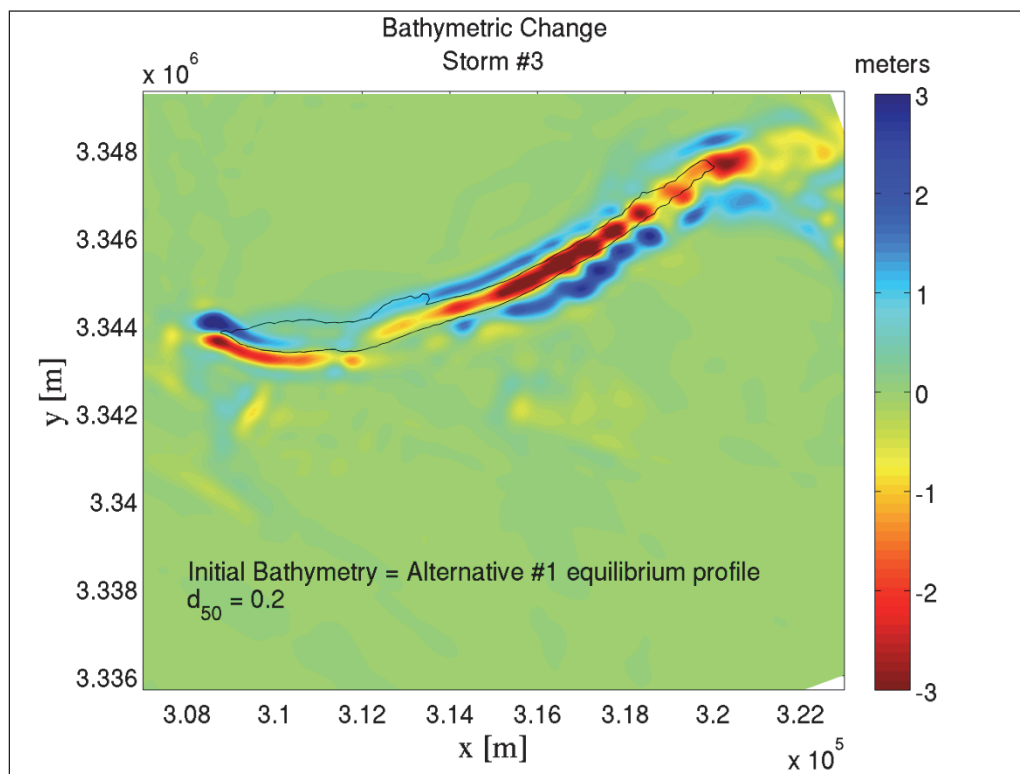 Bathymetric Change
Storm #3
x 10^6
meters
3.348
3.346
3.344
3.342
3.34
3.338
3.336
y [m]
3
2
1
0
-1
-2
-3
Initial Bathymetry = Alternative #1 equilibrium profile
d_50 = 0.2
3.08
3.1
3.12
3.14
3.16
3.18
3.2
3.22
x [m]
x 10^5